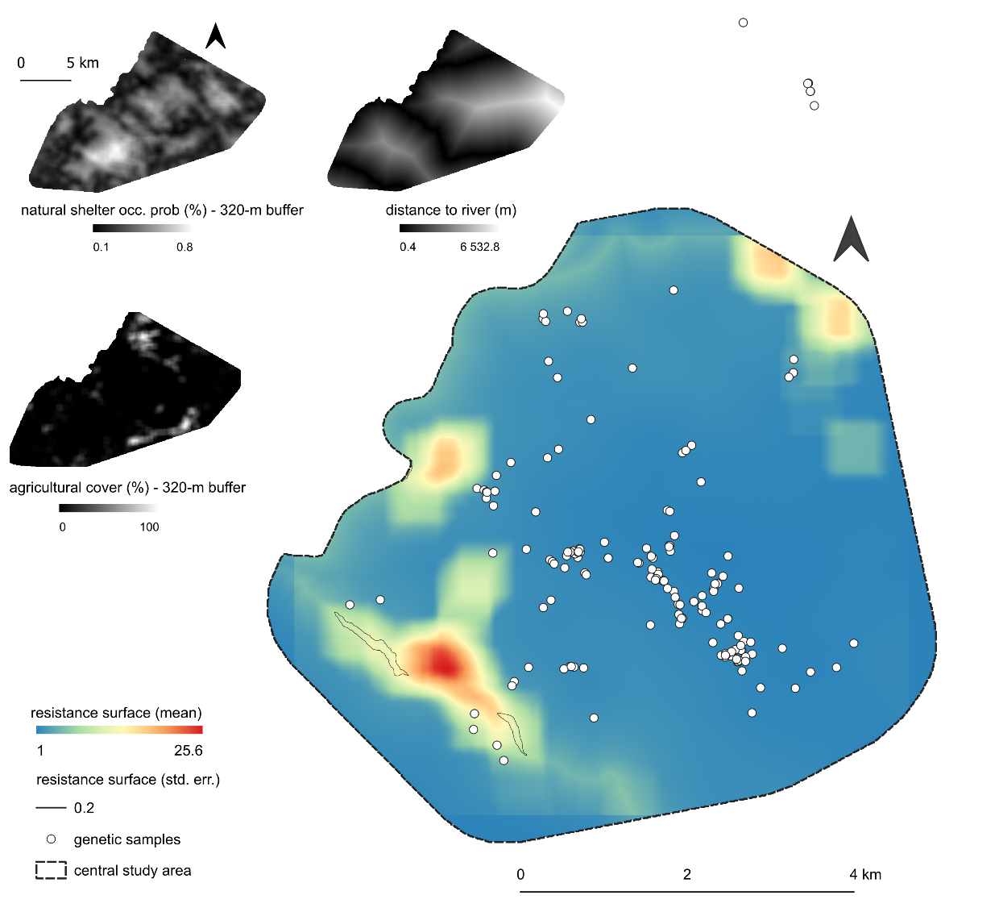 0 5 km
natural shelter occ. prob (%) - 320-m buffer
0.1 0.8
distance to river (m)
0.4 6 532.8
agricultural cover (%) - 320-m buffer
0 100
resistance surface (mean)
1 25.6
resistance surface (std. err.)
0.2
genetic samples
central study area
0 2 4 km